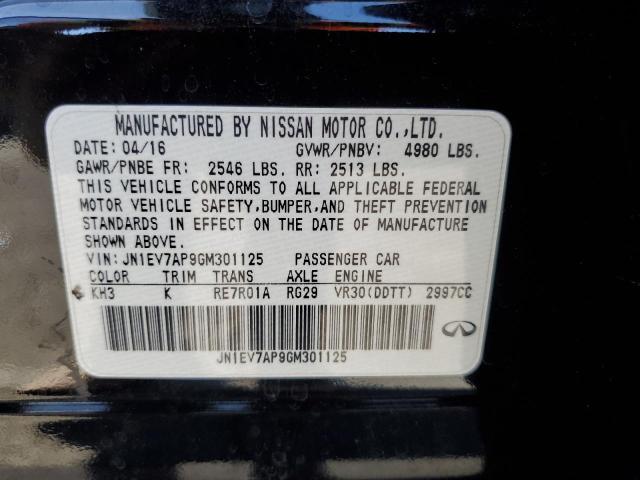 MANUFACTURED BY NISSAN MOTOR CO.,LTD.
DATE: 04/16 GVWR/PNBV: 4980 LBS.
GAWR/PNBE FR: 2546 LBS. RR: 2513 LBS.
THIS VEHICLE CONFORMS TO ALL APPLICABLE FEDERAL
MOTOR VEHICLE SAFETY,BUMPER,AND THEFT PREVENTION
STANDARDS IN EFFECT ON THE DATE OF MANUFACTURE
SHOWN ABOVE.
VIN: JN1EV7AP9GM301125 PASSENGER CAR
COLOR TRIM TRANS AXLE ENGINE
KH3 K RE7R01A RG29 VR30(DDTT) 2997CC
JN1EV7AP9GM301125